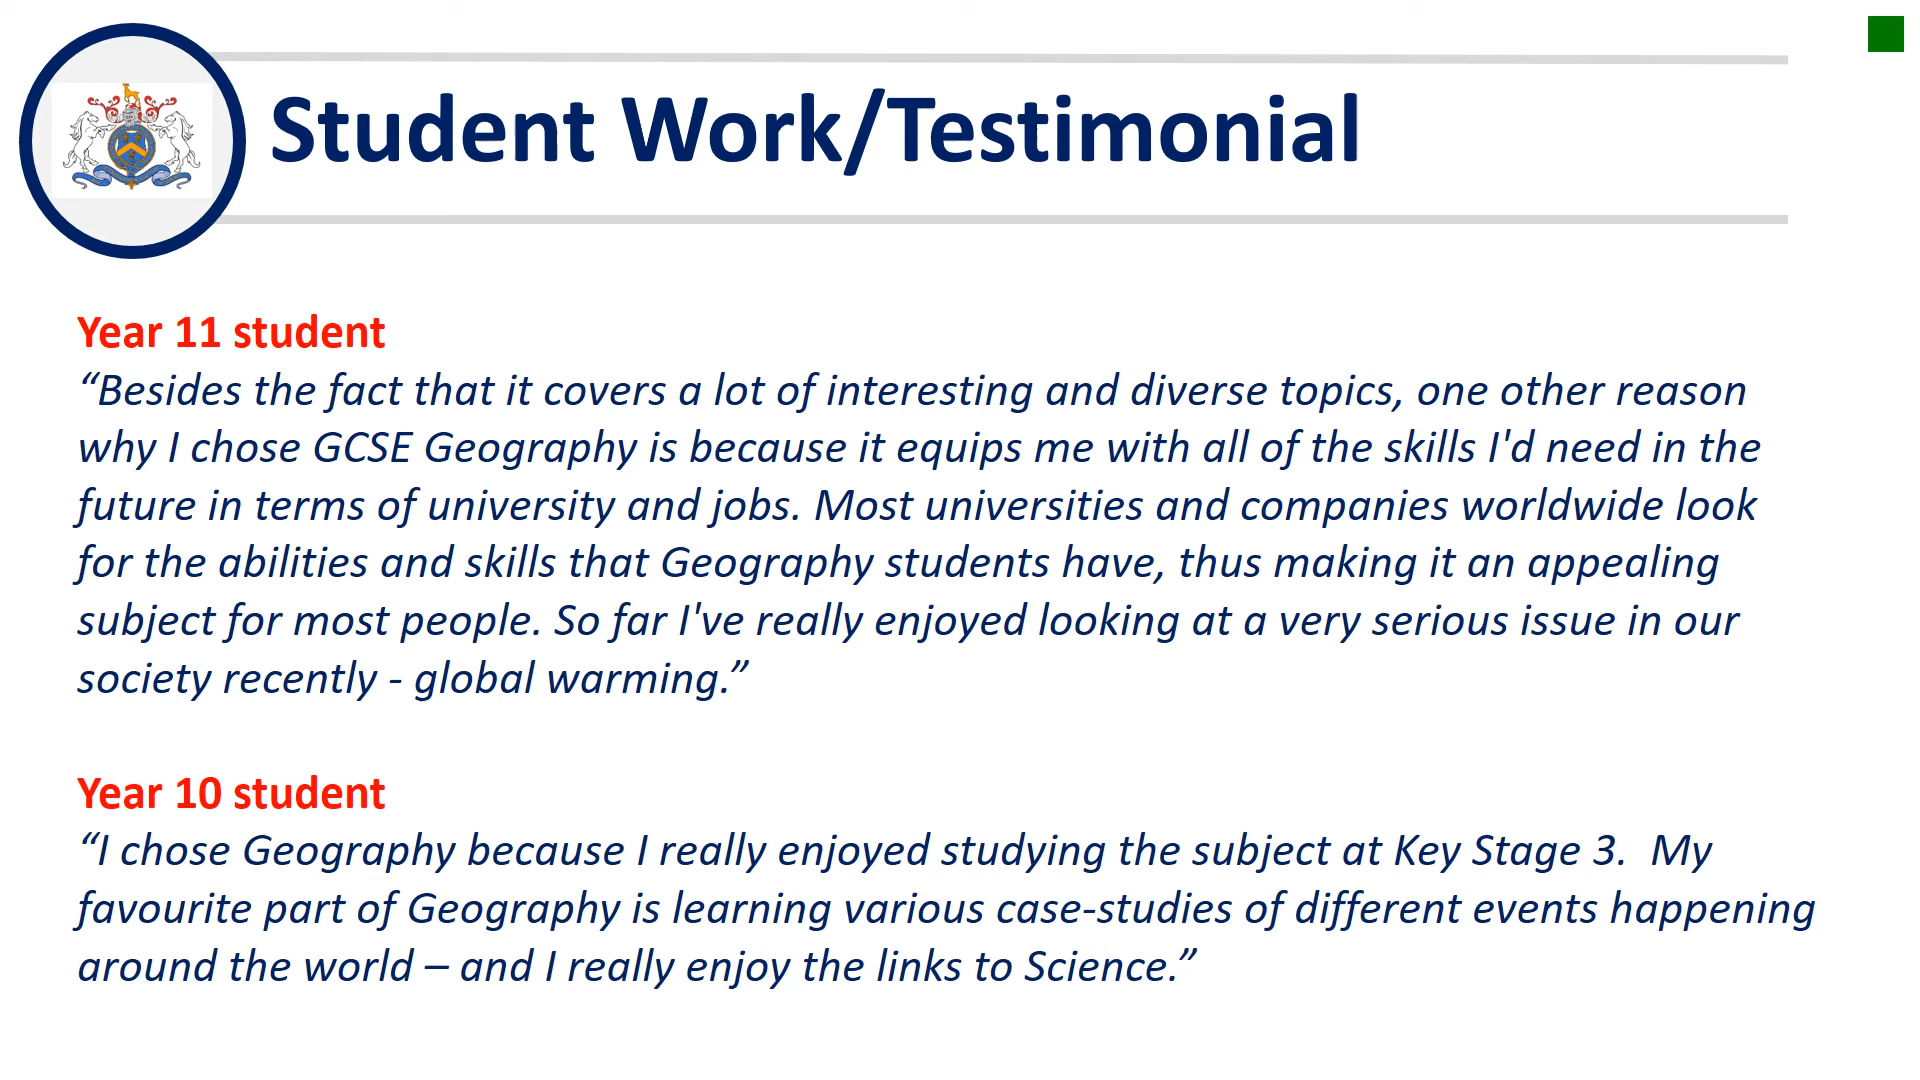 Student Work/Testimonial
Year 11 student
“Besides the fact that it covers a lot of interesting and diverse topics, one other reason
why I chose GCSE Geography is because it equips me with all of the skills I'd need in the
future in terms of university and jobs. Most universities and companies worldwide look
for the abilities and skills that Geography students have, thus making it an appealing
subject for most people. So far I've really enjoyed looking at a very serious issue in our
society recently - global warming.”
Year 10 student
“I chose Geography because I really enjoyed studying the subject at Key Stage 3.  My
favourite part of Geography is learning various case-studies of different events happening
around the world – and I really enjoy the links to Science.”